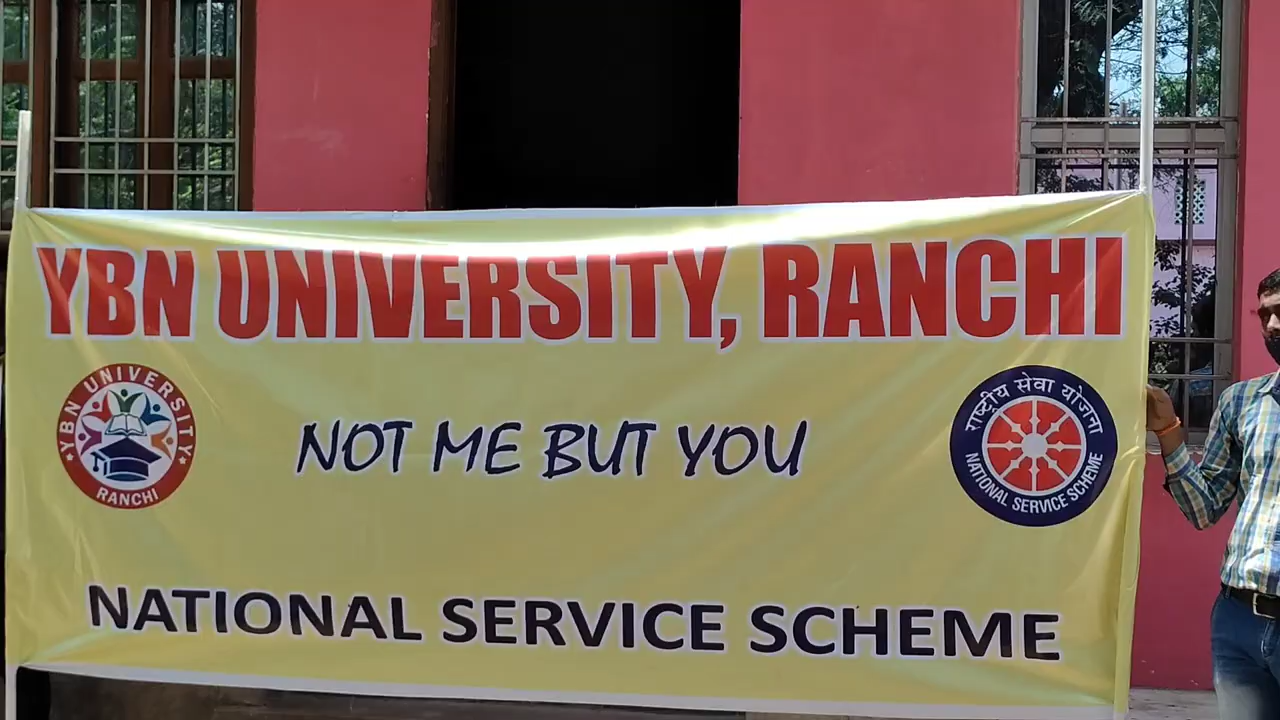 YBN UNIVERSITY, RANCHI
YBN UNIVERSITY
RANCHI
NOT ME BUT YOU
राष्ट्रीय सेवा योजना
NATIONAL SERVICE SCHEME
NATIONAL SERVICE SCHEME